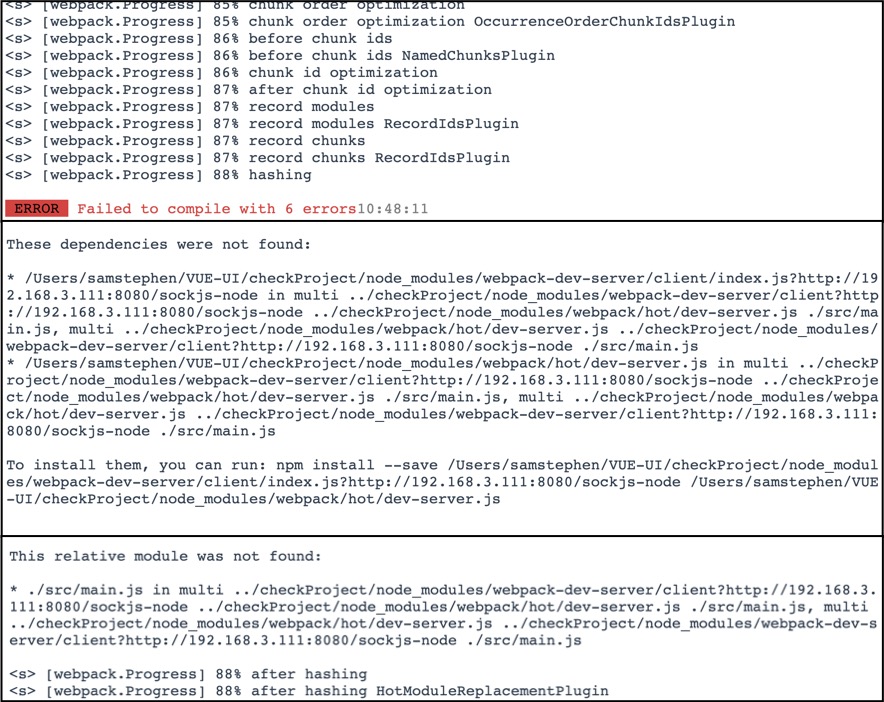 <s> [webpack.Progress] 85% chunk order optimization
<s> [webpack.Progress] 85% chunk order optimization OccurrenceOrderChunkIdsPlugin
<s> [webpack.Progress] 86% before chunk ids
<s> [webpack.Progress] 86% before chunk ids NamedChunksPlugin
<s> [webpack.Progress] 86% chunk id optimization
<s> [webpack.Progress] 87% after chunk id optimization
<s> [webpack.Progress] 87% record modules
<s> [webpack.Progress] 87% record modules RecordIdsPlugin
<s> [webpack.Progress] 87% record chunks
<s> [webpack.Progress] 87% record chunks RecordIdsPlugin
<s> [webpack.Progress] 88% hashing
ERROR Failed to compile with 6 errors10:48:11
These dependencies were not found:
* /Users/samstephen/VUE-UI/checkProject/node_modules/webpack-dev-server/client/index.js?http://19
2.168.3.111:8080/sockjs-node in multi ../checkProject/node_modules/webpack-dev-server/client?http
://192.168.3.111:8080/sockjs-node ../checkProject/node_modules/webpack/hot/dev-server.js ./src/ma
in.js, multi ../checkProject/node_modules/webpack/hot/dev-server.js ../checkProject/node_modules/
webpack-dev-server/client?http://192.168.3.111:8080/sockjs-node ./src/main.js
* /Users/samstephen/VUE-UI/checkProject/node_modules/webpack/hot/dev-server.js in multi ../checkP
roject/node_modules/webpack-dev-server/client?http://192.168.3.111:8080/sockjs-node ../checkProje
ct/node_modules/webpack/hot/dev-server.js ./src/main.js, multi ../checkProject/node_modules/webpa
ck/hot/dev-server.js ../checkProject/node_modules/webpack-dev-server/client?http://192.168.3.111:
8080/sockjs-node ./src/main.js
To install them, you can run: npm install --save /Users/samstephen/VUE-UI/checkProject/node_modul
es/webpack-dev-server/client/index.js?http://192.168.3.111:8080/sockjs-node /Users/samstephen/VUE
-UI/checkProject/node_modules/webpack/hot/dev-server.js
This relative module was not found:
* ./src/main.js in multi ../checkProject/node_modules/webpack-dev-server/client?http://192.168.3.
111:8080/sockjs-node ../checkProject/node_modules/webpack/hot/dev-server.js ./src/main.js, multi
../checkProject/node_modules/webpack/hot/dev-server.js ../checkProject/node_modules/webpack-dev-s
erver/client?http://192.168.3.111:8080/sockjs-node ./src/main.js
<s> [webpack.Progress] 88% after hashing
<s> [webpack.Progress] 88% after hashing HotModuleReplacementPlugin